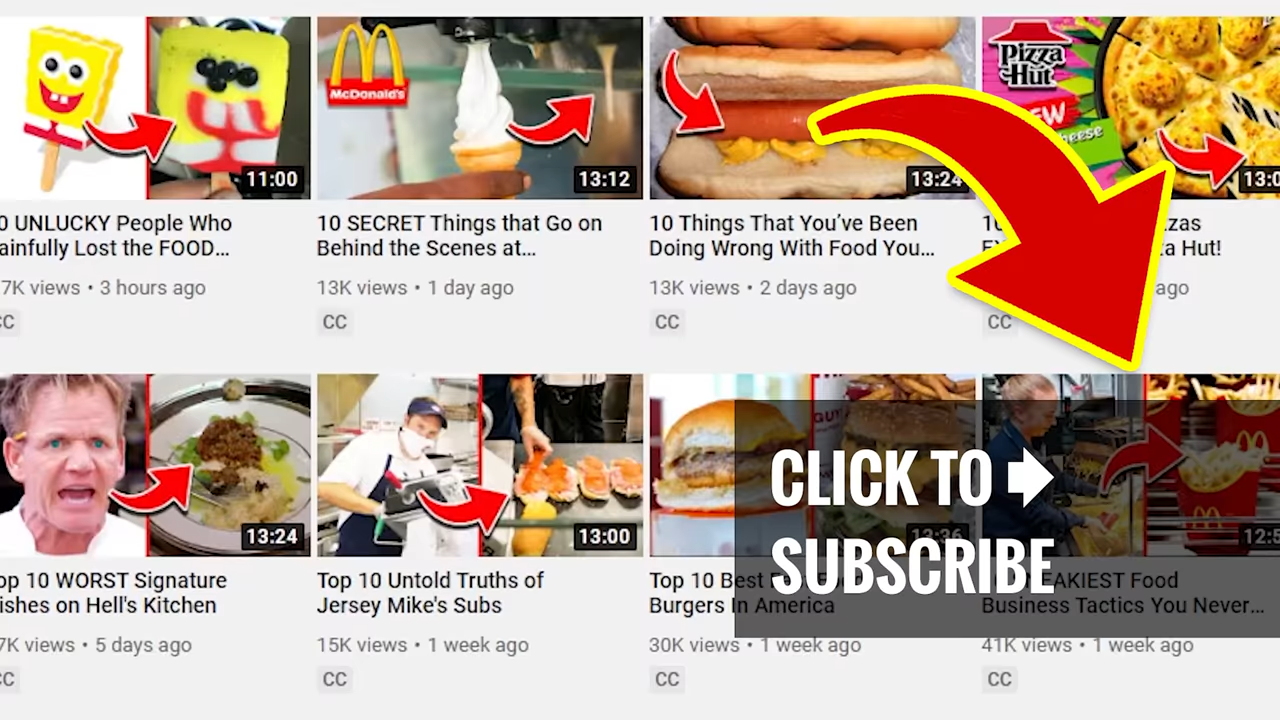 McDonald's
Pizza
Hut
11:00
13:12
13:24
0 UNLUCKY People Who
ainfully Lost the FOOD...
7K views • 3 hours ago
CC
10 SECRET Things that Go on
Behind the Scenes at...
13K views • 1 day ago
CC
10 Things That You've Been
Doing Wrong With Food You...
13K views • 2 days ago
CC
za Hut!
ago
CC
13:24
13:00
13:36
CLICK TO
SUBSCRIBE
op 10 WORST Signature
ishes on Hell's Kitchen
7K views • 5 days ago
CC
Top 10 Untold Truths of
Jersey Mike's Subs
15K views • 1 week ago
CC
Top 10 Best
Burgers In America
30K views • 1 week ago
CC
Food
Business Tactics You Never...
41K views • 1 week ago
CC